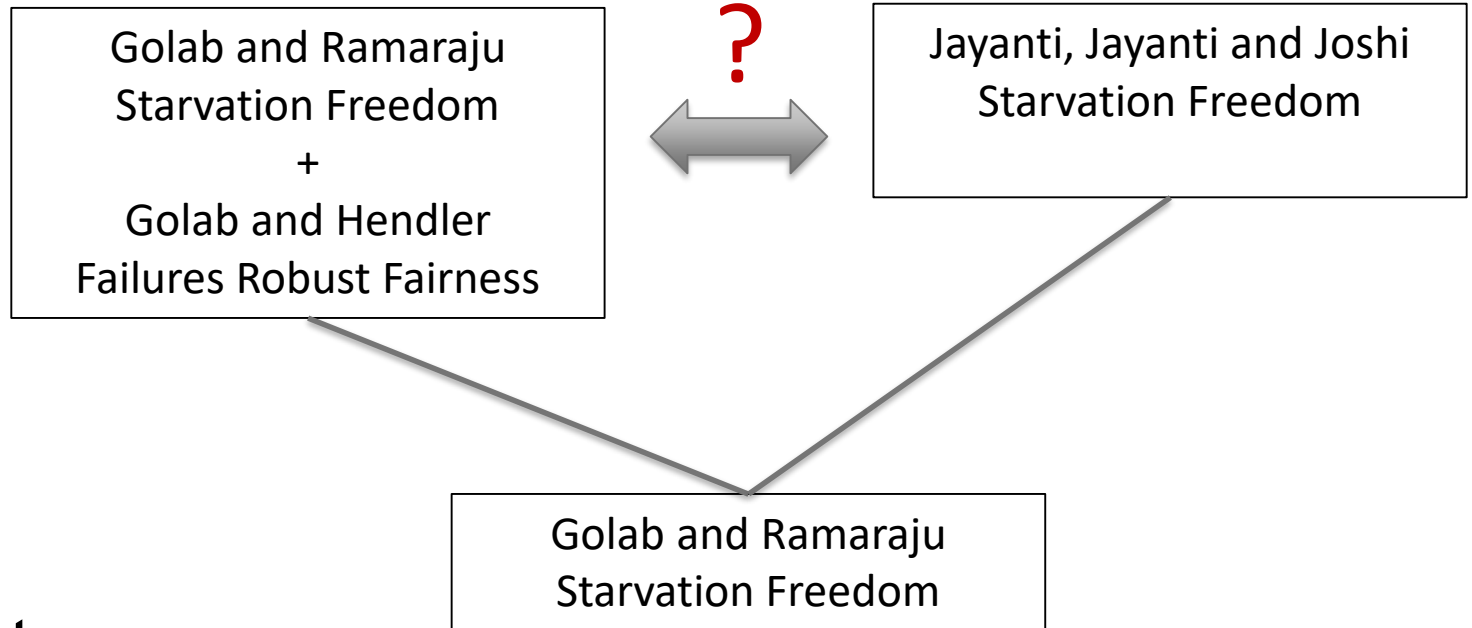 Golab and Ramaraju
Starvation Freedom
+
Golab and Hendler
Failures Robust Fairness
?
Jayanti, Jayanti and Joshi
Starvation Freedom
Golab and Ramaraju
Starvation Freedom